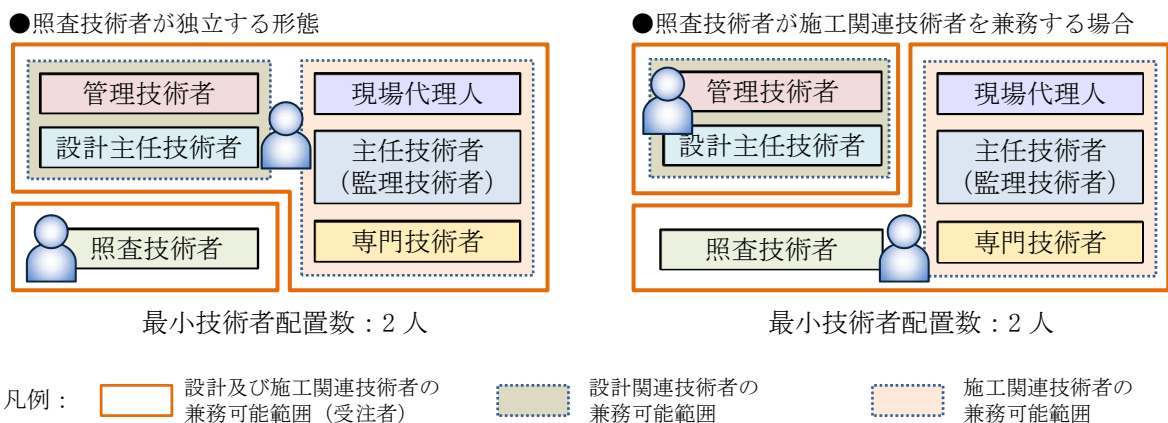 ●照査技術者が独立する形態
管理技術者
設計主任技術者
現場代理人
主任技術者
（監理技術者）
専門技術者
照査技術者
最小技術者配置数：2 人
●照査技術者が施工関連技術者を兼務する場合
管理技術者
設計主任技術者
現場代理人
主任技術者
（監理技術者）
照査技術者
専門技術者
最小技術者配置数：2 人
凡例：
設計及び施工関連技術者の
兼務可能範囲（受注者）
設計関連技術者の
兼務可能範囲
施工関連技術者の
兼務可能範囲